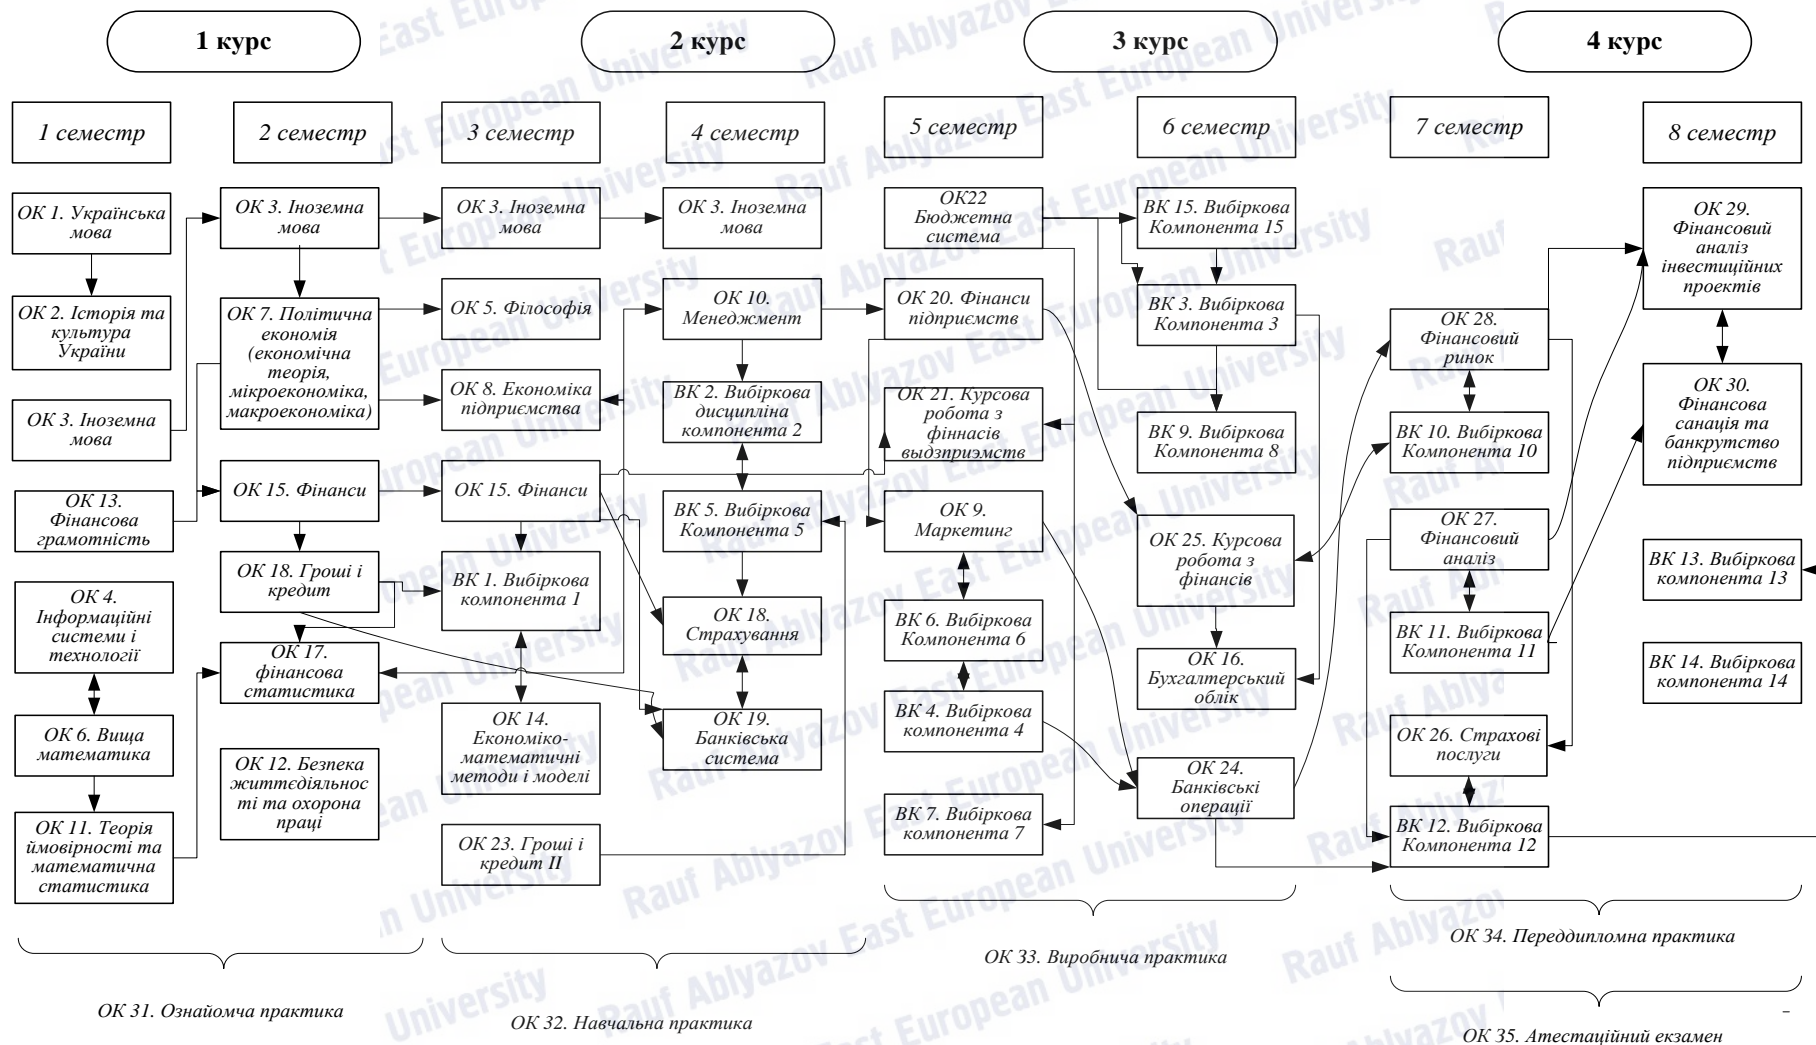 1 курс
2 курс
3 курс
4 курс
1 семестр
2 семестр
3 семестр
4 семестр
5 семестр
6 семестр
7 семестр
8 семестр
ОК 1. Українська
мова
ОК 2. Історія та
культура
України
ОК 3. Іноземна
мова
ОК 13.
Фінансова
грамотність
ОК 4.
Інформаційні
системи і
технології
ОК 6. Вища
математика
ОК 11. Теорія
ймовірності та
математична
статистика
ОК 3. Іноземна
мова
ОК 7. Політична
економія
(економічна
теорія,
мікроекономіка,
макроекономіка)
ОК 15. Фінанси
ОК 18. Гроші і
кредит
ОК 17.
фінансова
статистика
ОК 12. Безпека
життєдіяльнос
ті та охорона
праці
ОК 3. Іноземна
мова
ОК 5. Філософія
ОК 8. Економіка
підприємства
ОК 15. Фінанси
ВК 1. Вибіркова
компонента 1
ОК 14.
Економіко-
математичні
методи і моделі
ОК 23. Гроші і
кредит ІІ
ОК 3. Іноземна
мова
ОК 10.
Менеджмент
ВК 2. Вибіркова
дисципліна
компонента 2
ВК 5. Вибіркова
Компонента 5
ОК 18.
Страхування
ОК 19.
Банківська
система
ОК22
Бюджетна
система
ОК 20. Фінанси
підприємств
ОК 21. Курсова
робота з
фіннасів
выдзприэмств
ОК 9.
Маркетинг
ВК 6. Вибіркова
Компонента 6
ВК 4. Вибіркова
компонента 4
ВК 7. Вибіркова
компонента 7
ВК 15. Вибіркова
Компонента 15
ВК 3. Вибіркова
Компонента 3
ВК 9. Вибіркова
Компонента 8
ОК 25. Курсова
робота з
фінансів
ОК 16.
Бухгалтерський
облік
ОК 24.
Банківські
операції
ОК 28.
Фінансовий
ринок
ВК 10. Вибіркова
Компонента 10
ОК 27.
Фінансовий
аналіз
ВК 11. Вибіркова
Компонента 11
ОК 26. Страхові
послуги
ВК 12. Вибіркова
Компонента 12
ОК 29.
Фінансовий
аналіз
інвестиційних
проектів
ОК 30.
Фінансова
санація та
банкрутство
підприємств
ВК 13. Вибіркова
компонента 13
ВК 14. Вибіркова
компонента 14
ОК 31. Ознайомча практика
ОК 32. Навчальна практика
ОК 33. Виробнича практика
ОК 34. Переддипломна практика
ОК 35. Атестаційний екзамен
Rauf Ablyazov East European University